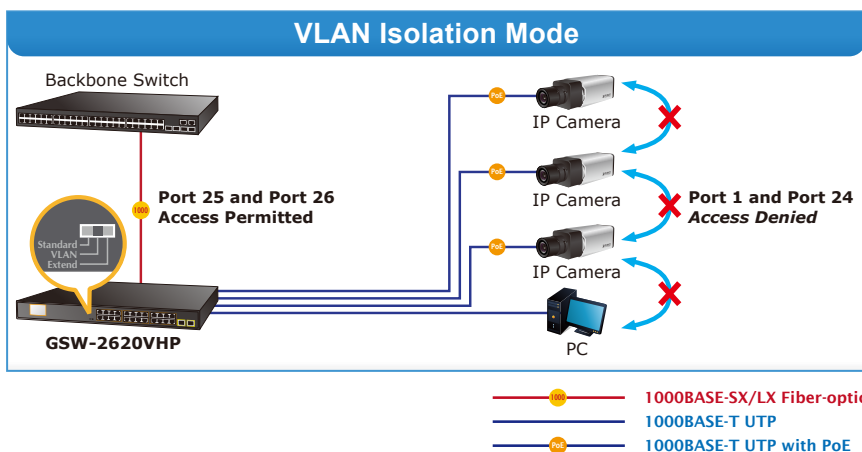 VLAN Isolation Mode
Backbone Switch
PoE
IP Camera
1000
Port 25 and Port 26
Access Permitted
PoE
IP Camera
Port 1 and Port 24
Access Denied
Standard
VLAN
Extend
PoE
IP Camera
GSW-2620VHP
PC
1000
1000BASE-SX/LX Fiber-optic
1000BASE-T UTP
PoE
1000BASE-T UTP with PoE